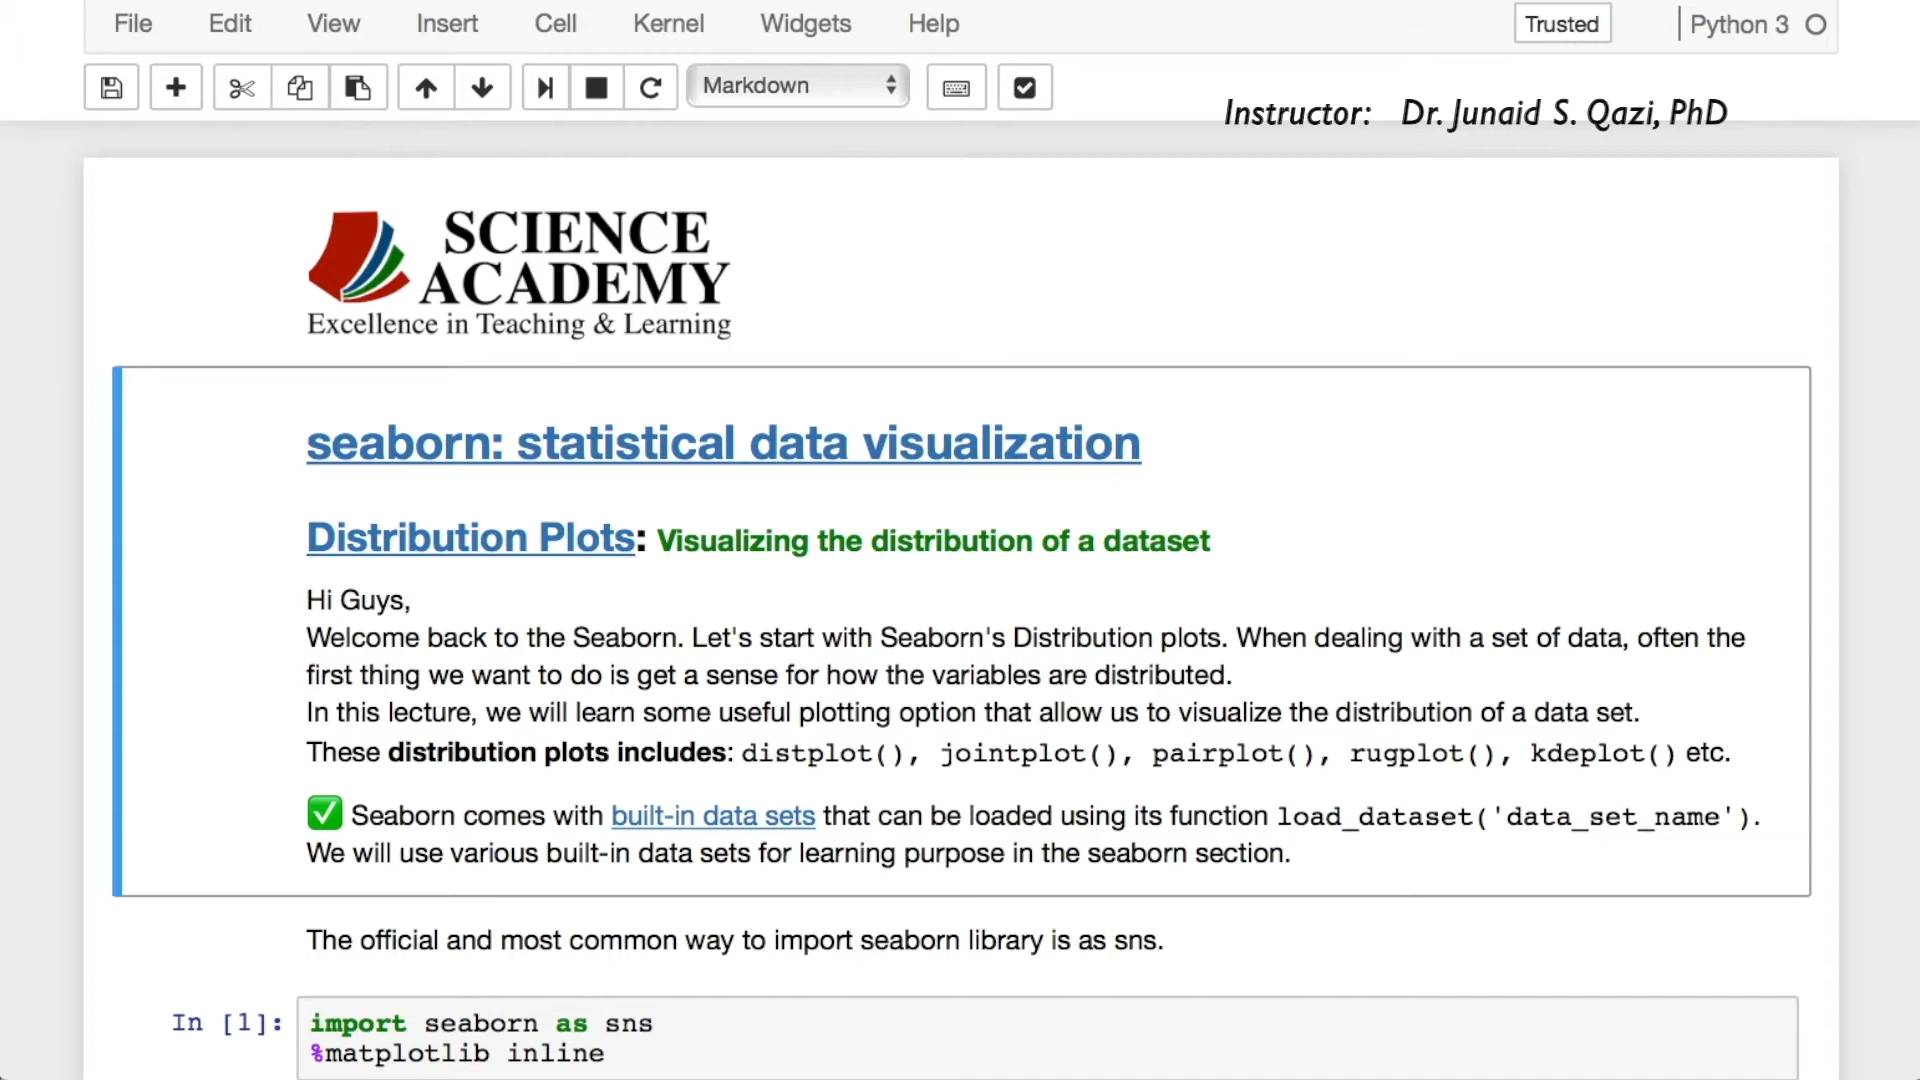 File Edit View Insert Cell Kernel Widgets Help Trusted Python 3
Markdown
Instructor: Dr. Junaid S. Qazi, PhD
SCIENCE
ACADEMY
Excellence in Teaching & Learning
seaborn: statistical data visualization
Distribution Plots: Visualizing the distribution of a dataset
Hi Guys,
Welcome back to the Seaborn. Let's start with Seaborn's Distribution plots. When dealing with a set of data, often the
first thing we want to do is get a sense for how the variables are distributed.
In this lecture, we will learn some useful plotting option that allow us to visualize the distribution of a data set.
These distribution plots includes: distplot(), jointplot(), pairplot(), rugplot(), kdeplot() etc.
✅ Seaborn comes with built-in data sets that can be loaded using its function load_dataset('data_set_name').
We will use various built-in data sets for learning purpose in the seaborn section.
The official and most common way to import seaborn library is as sns.
In [1]: import seaborn as sns
%matplotlib inline